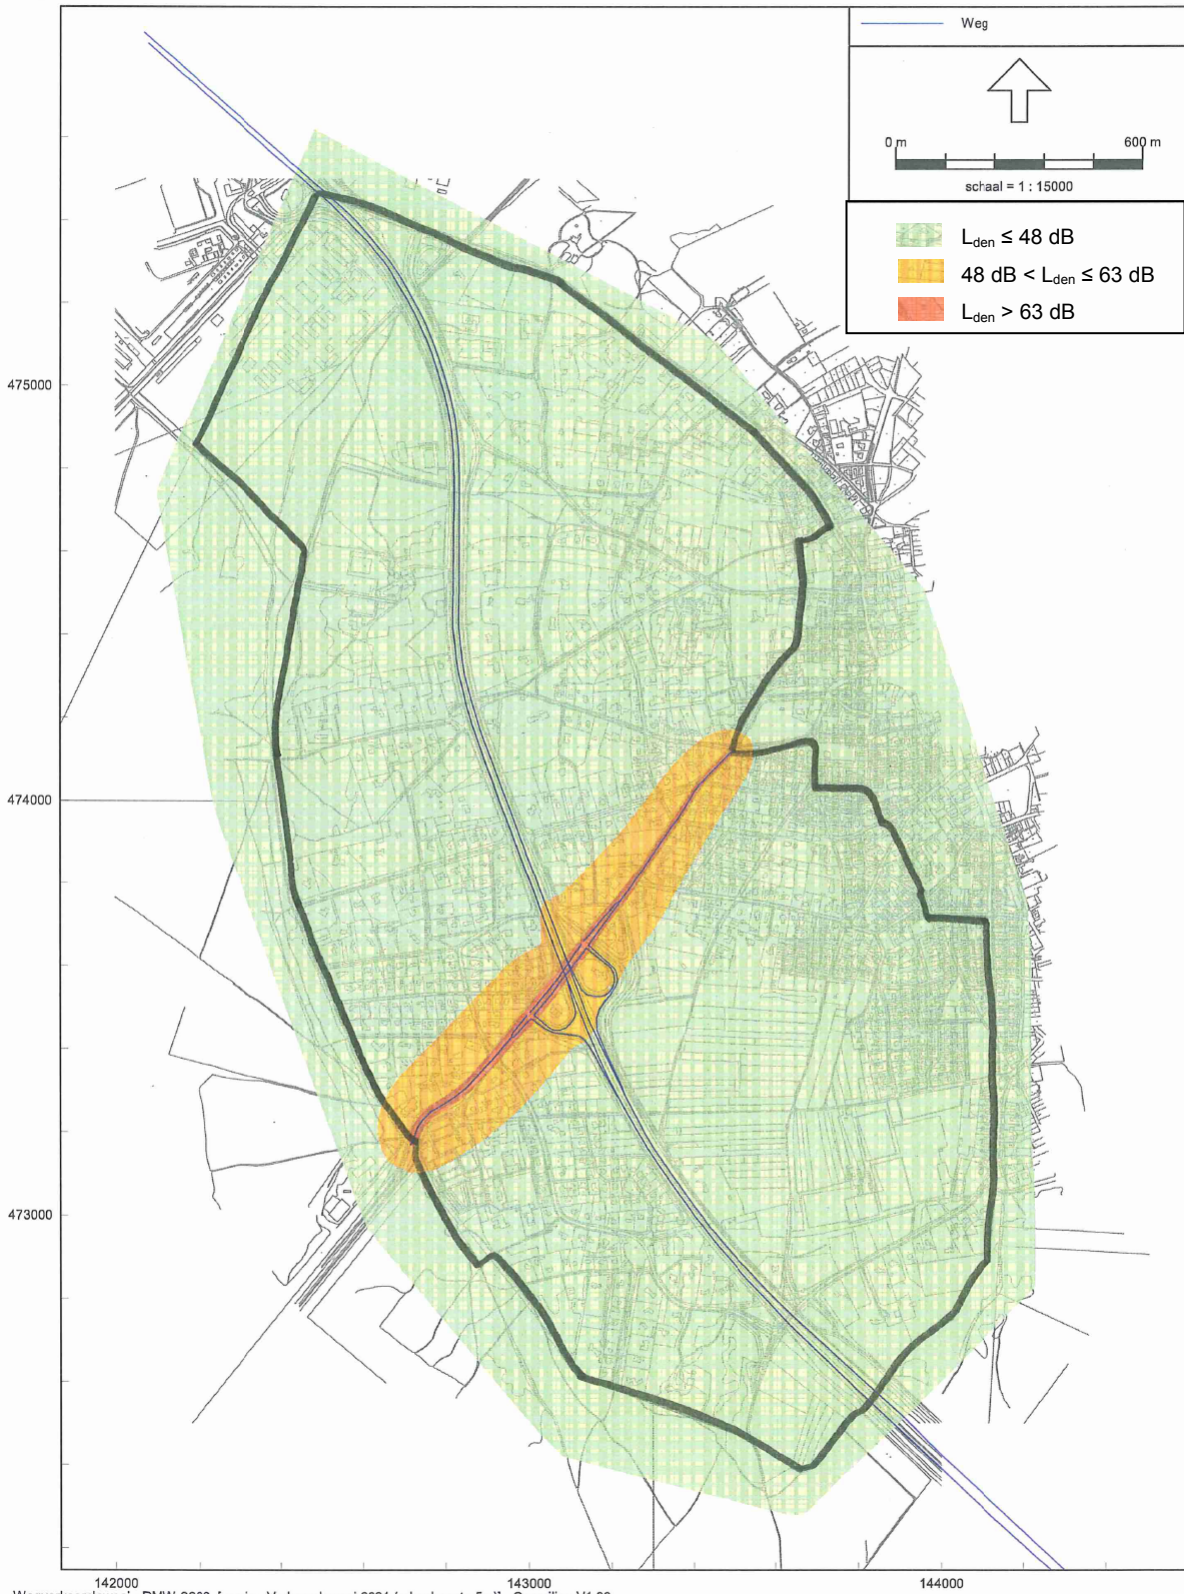 Weg
0 m 600 m
schaal = 1 : 15000
Lden ≤ 48 dB
48 dB < Lden ≤ 63 dB
Lden > 63 dB
475000
474000
473000
142000 143000 144000